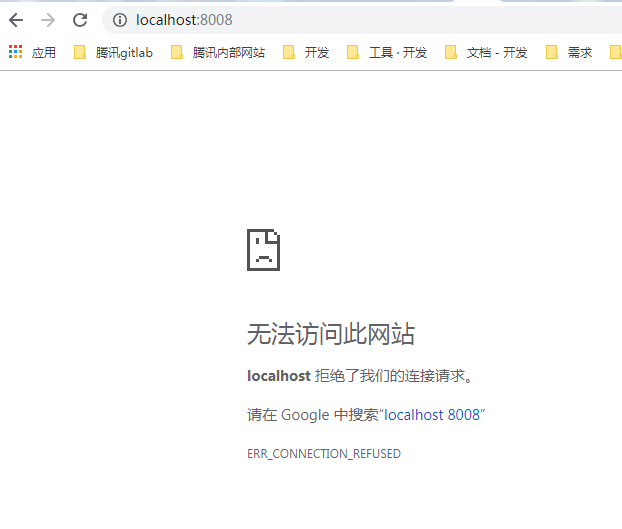 localhost:8008
应用 腾讯gitlab 腾讯内部网站 开发 工具 · 开发 文档 - 开发 需求
无法访问此网站
localhost 拒绝了我们的连接请求。
请在 Google 中搜索“localhost 8008”
ERR_CONNECTION_REFUSED